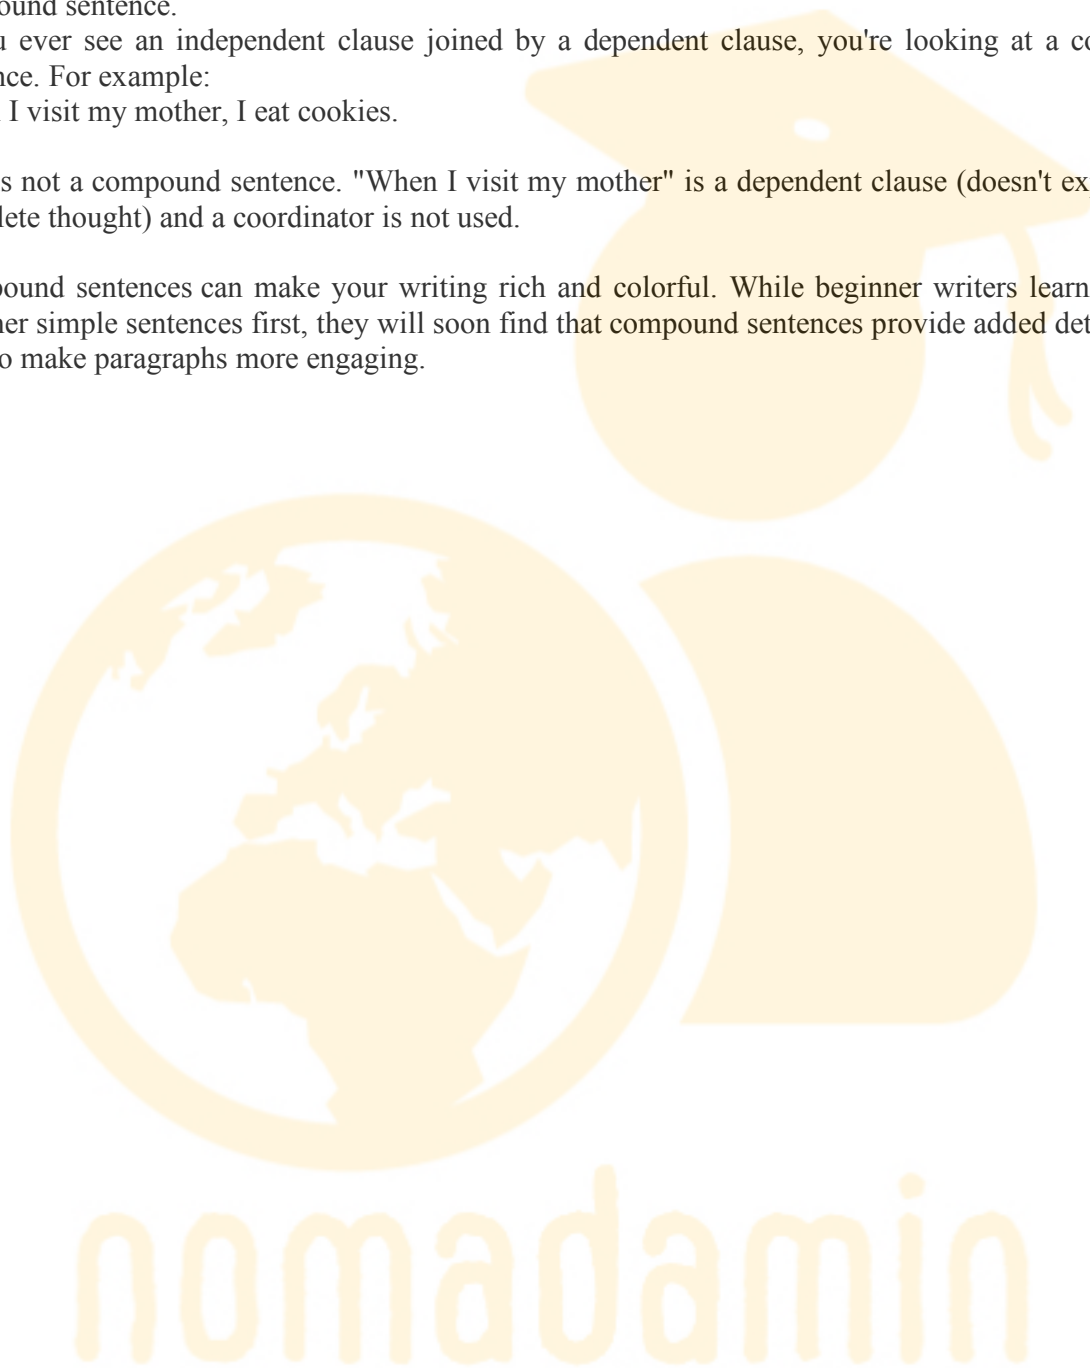 ound sentence.
u ever see an independent clause joined by a dependent clause, you're looking at a co
nce. For example:
I visit my mother, I eat cookies.
s not a compound sentence. "When I visit my mother" is a dependent clause (doesn't ex
lete thought) and a coordinator is not used.
ound sentences can make your writing rich and colorful. While beginner writers learn
her simple sentences first, they will soon find that compound sentences provide added det
o make paragraphs more engaging.
nomadamin